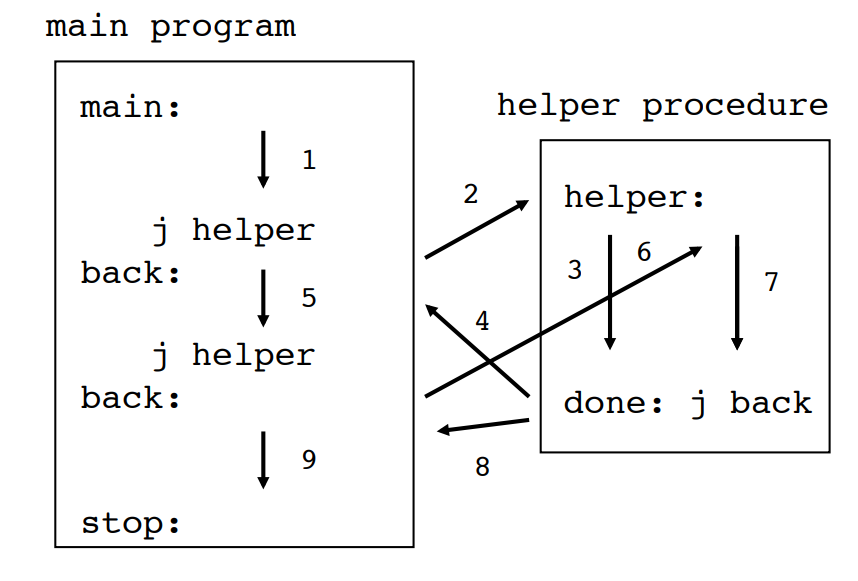 main program
main:
1
j helper
back:
5
j helper
back:
9
stop:
2
4
8
helper procedure
helper:
3
6
7
done: j back